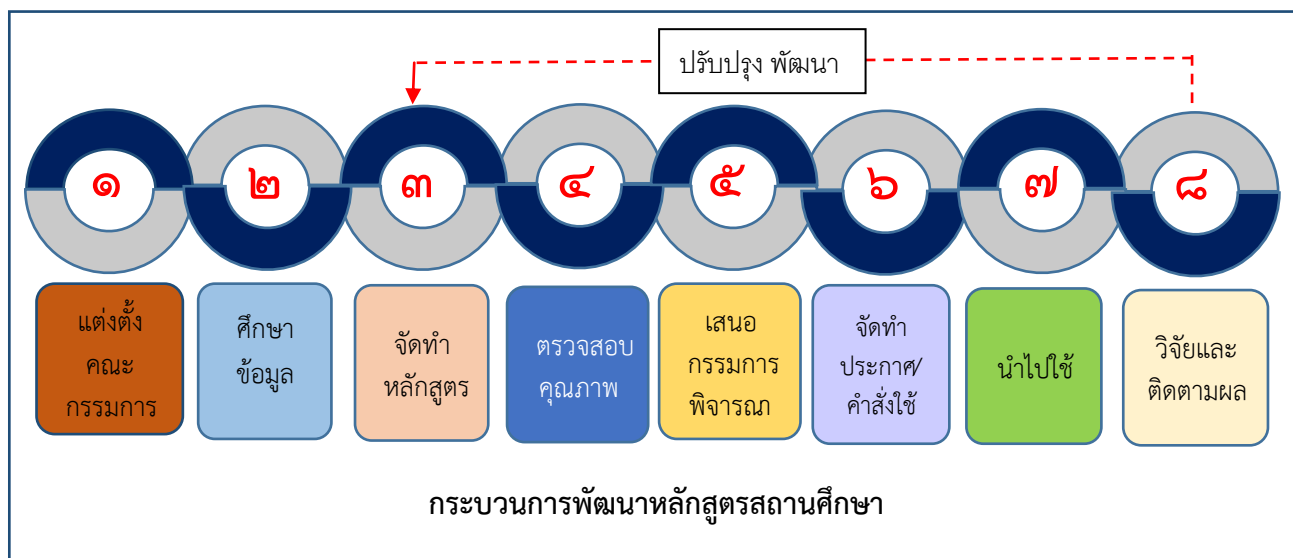 ปรับปรุง พัฒนา
๑
๒
๓
๔
๕
๖
๗
๘
แต่งตั้ง
คณะ
กรรมการ
ศึกษา
ข้อมูล
จัดทำ
หลักสูตร
ตรวจสอบ
คุณภาพ
เสนอ
กรรมการ
พิจารณา
จัดทำ
ประกาศ/
คำสั่งใช้
นำไปใช้
วิจัยและ
ติดตามผล
กระบวนการพัฒนาหลักสูตรสถานศึกษา